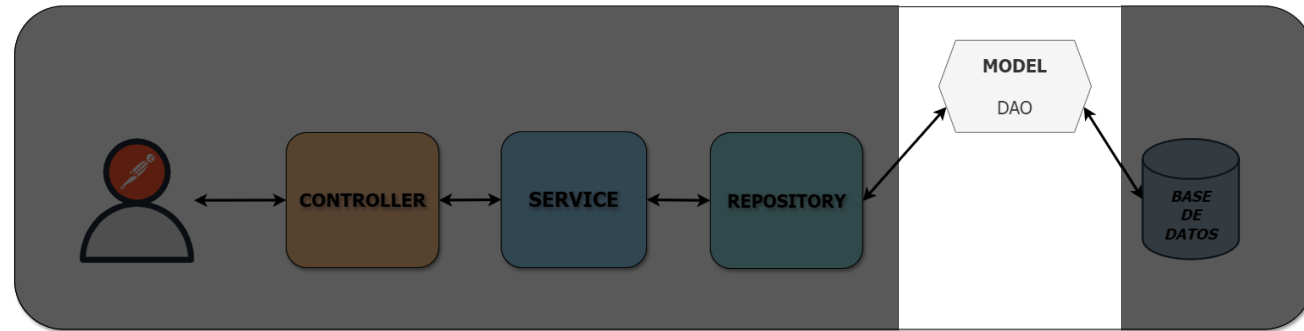 MODEL
DAO
CONTROLLER
SERVICE
REPOSITORY
BASE
DE
DATOS